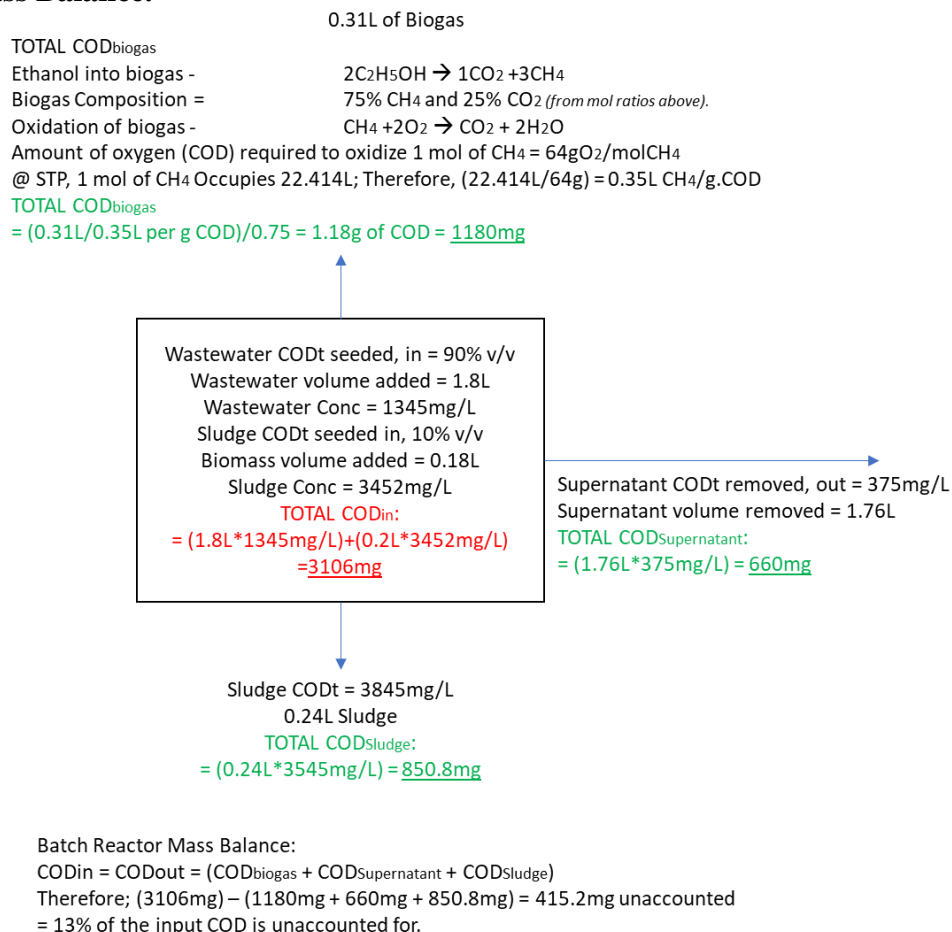 0.31L of Biogas
TOTAL CODbiogas
Ethanol into biogas - 2C2H5OH → 1CO2 +3CH4
Biogas Composition = 75% CH4 and 25% CO2 (from mol ratios above).
Oxidation of biogas - CH4 +2O2 → CO2 + 2H2O
Amount of oxygen (COD) required to oxidize 1 mol of CH4 = 64gO2/molCH4
@ STP, 1 mol of CH4 Occupies 22.414L; Therefore, (22.414L/64g) = 0.35L CH4/g.COD
TOTAL CODbiogas
= (0.31L/0.35L per g COD)/0.75 = 1.18g of COD = 1180mg
Wastewater CODt seeded, in = 90% v/v
Wastewater volume added = 1.8L
Wastewater Conc = 1345mg/L
Sludge CODt seeded in, 10% v/v
Biomass volume added = 0.18L
Sludge Conc = 3452mg/L
TOTAL CODin:
= (1.8L*1345mg/L)+(0.2L*3452mg/L)
=3106mg
Supernatant CODt removed, out = 375mg/L
Supernatant volume removed = 1.76L
TOTAL CODSupernatant:
= (1.76L*375mg/L) = 660mg
Sludge CODt = 3845mg/L
0.24L Sludge
TOTAL CODSludge:
= (0.24L*3545mg/L) = 850.8mg
Batch Reactor Mass Balance:
CODin = CODout = (CODbiogas + CODSupernatant + CODSludge)
Therefore; (3106mg) – (1180mg + 660mg + 850.8mg) = 415.2mg unaccounted
= 13% of the input COD is unaccounted for.